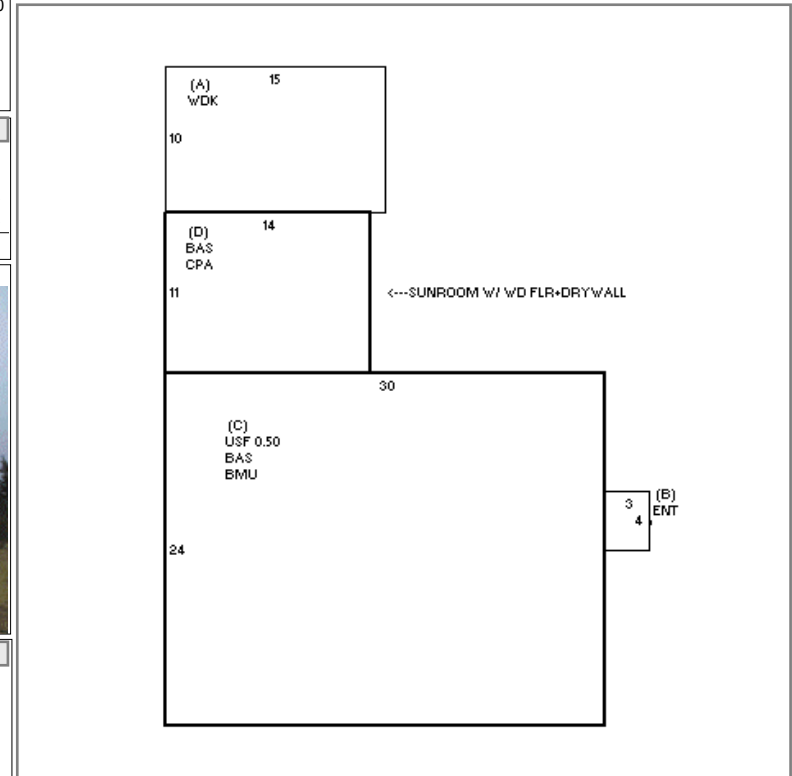 (A)
WDK
15
10
(D)
BAS
CPA
14
11
<---SUNROOM W/ WD FLR+DRYWALL
30
(C)
USF 0.50
BAS
BMU
24
3
4
(B)
ENT